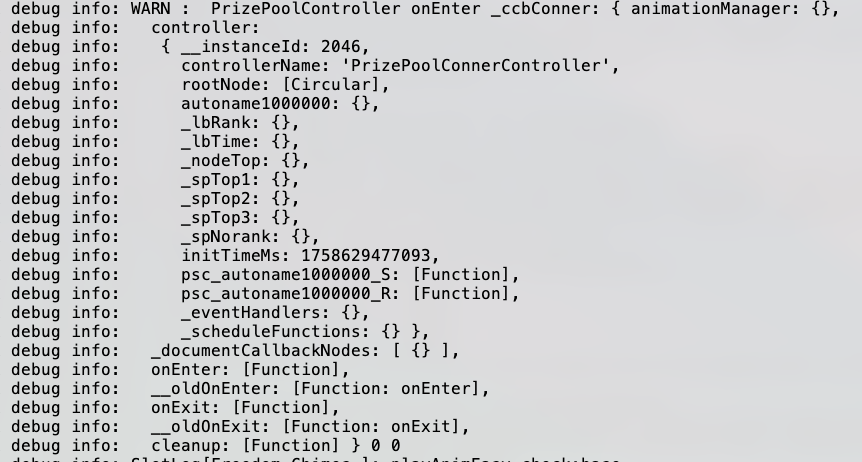 debug info: WARN :  PrizePoolController onEnter _ccbConner: { animationManager: {},
debug info:   controller:
debug info:    { __instanceId: 2046,
debug info:      controllerName: 'PrizePoolConnerController',
debug info:      rootNode: [Circular],
debug info:      autoname1000000: {},
debug info:      _lbRank: {},
debug info:      _lbTime: {},
debug info:      _nodeTop: {},
debug info:      _spTop1: {},
debug info:      _spTop2: {},
debug info:      _spTop3: {},
debug info:      _spNorank: {},
debug info:      initTimeMs: 1758629477093,
debug info:      psc_autoname1000000_S: [Function],
debug info:      psc_autoname1000000_R: [Function],
debug info:      _eventHandlers: {},
debug info:      _scheduleFunctions: {} },
debug info:   _documentCallbackNodes: [ {} ],
debug info:   onEnter: [Function],
debug info:   __oldOnEnter: [Function: onEnter],
debug info:   onExit: [Function],
debug info:   __oldOnExit: [Function: onExit],
debug info:   cleanup: [Function] } 0 0